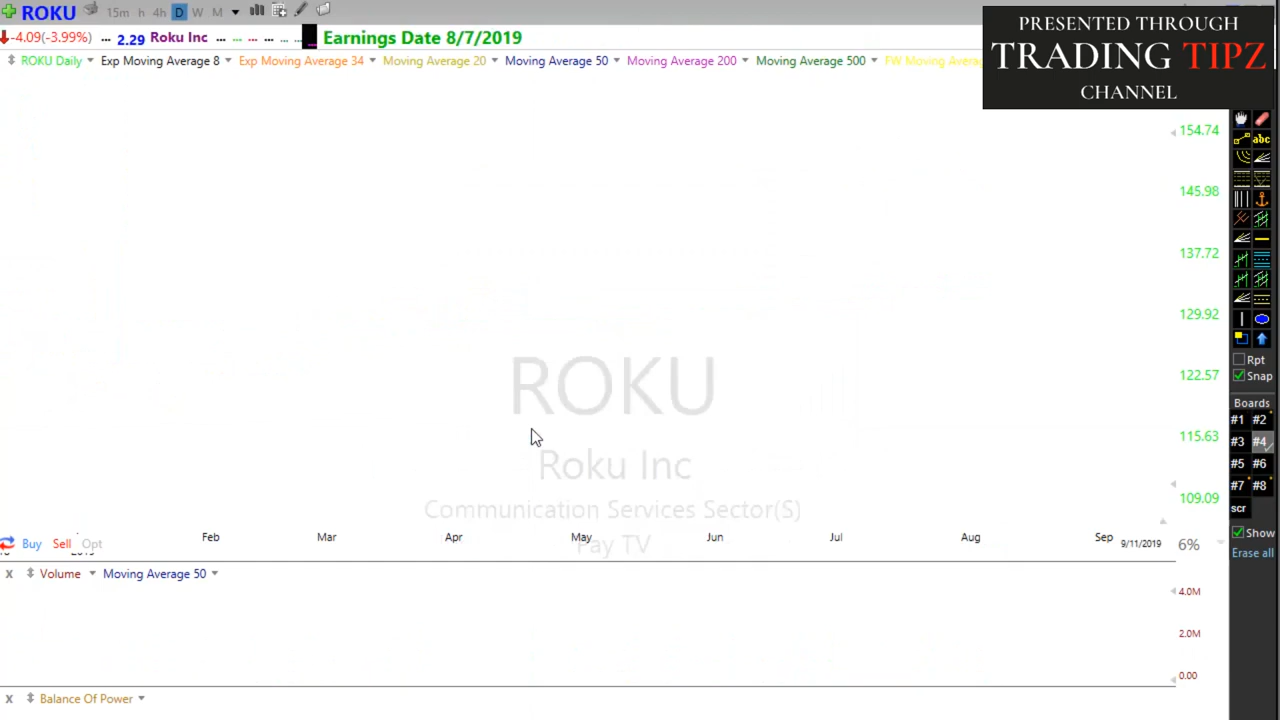 ROKU 15m h 4h D W M
-4.09(-3.99%) ... 2.29 Roku Inc ... ... ... ... ... Earnings Date 8/7/2019
ROKU Daily Exp Moving Average 8 Exp Moving Average 34 Moving Average 20 Moving Average 50 Moving Average 200 Moving Average 500 FW Moving
PRESENTED THROUGH
TRADING TIPZ
CHANNEL
abc
154.74
145.98
137.72
129.92
122.57
115.63
109.09
ROKU
Roku Inc
Communication Services Sector(S)
Pay TV
Rpt
Snap
Boards
#1 #2
#3 #4
#5 #6
#7 #8
scr
Show
Erase all
Feb Mar Apr May Jun Jul Aug Sep 9/11/2019 6%
Buy Sell Opt
X Volume Moving Average 50
4.0M
2.0M
0.00
X Balance Of Power